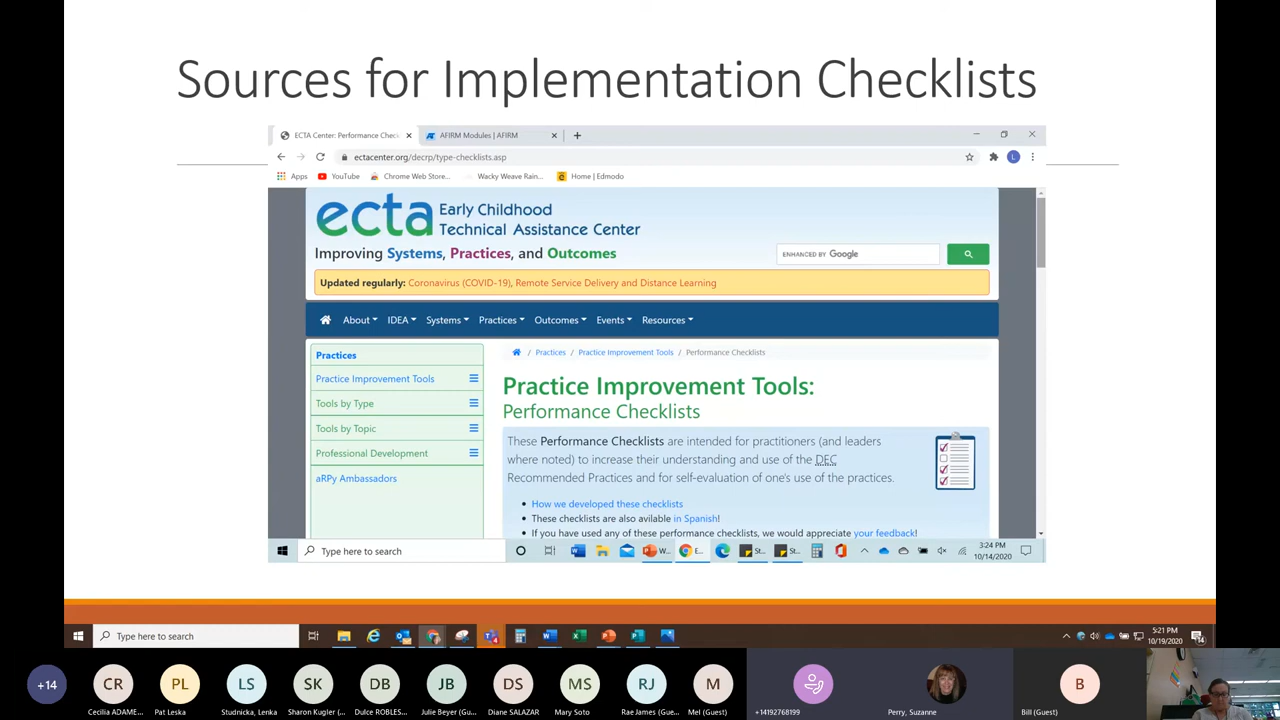 Sources for Implementation Checklists
ECTA Center: Performance Check
AFIRM Modules | AFIRM
ectacenter.org/decrp/type-checklists.asp
L
Apps
YouTube
Chrome Web Store...
Wacky Weave Rain...
Home | Edmodo
ecta
Early Childhood
Technical Assistance Center
Improving Systems, Practices, and Outcomes
ENHANCED BY Google
Updated regularly: Coronavirus (COVID-19), Remote Service Delivery and Distance Learning
About
IDEA
Systems
Practices
Outcomes
Events
Resources
Practices
Practice Improvement Tools
Tools by Type
Tools by Topic
Professional Development
aRPy Ambassadors
/ Practices / Practice Improvement Tools / Performance Checklists
Practice Improvement Tools:
Performance Checklists
These Performance Checklists are intended for practitioners (and leaders
where noted) to increase their understanding and use of the DEC
Recommended Practices and for self-evaluation of one's use of the practices.
How we developed these checklists
These checklists are also avilable in Spanish!
If you have used any of these performance checklists, we would appreciate your feedback!
Type here to search
W...
E...
St...
St...
3:24 PM
10/14/2020
Type here to search
5:21 PM
10/19/2020
14
+14
CR
PL
LS
SK
DB
JB
DS
MS
RJ
M
B
Cecilia ADAME...
Pat Leska
Studnicka, Lenka
Sharon Kugler (...
Dulce ROBLES...
Julie Beyer (Gu...
Diane SALAZAR
Mary Soto
Rae James (Gue...
Mel (Guest)
+14192768199
Perry, Suzanne
Bill (Guest)